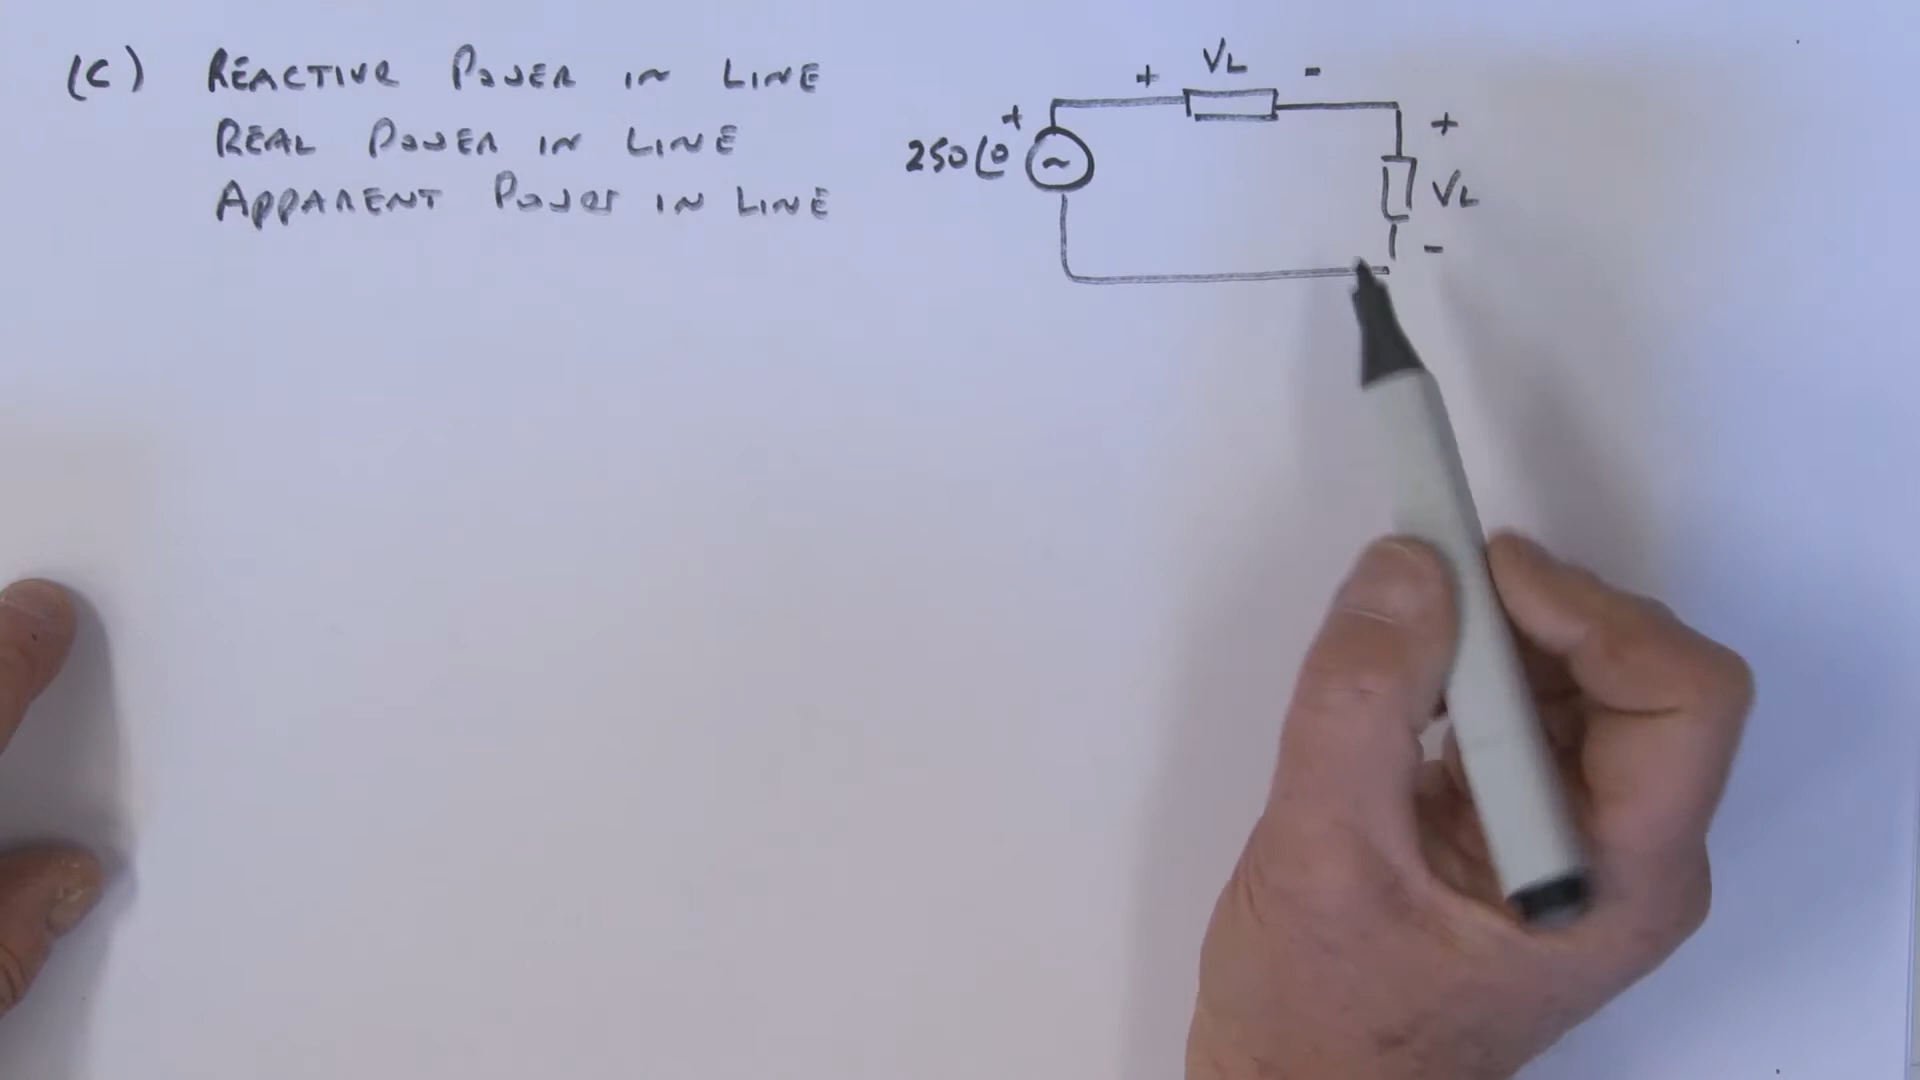 (C) REACTIVE POWER IN LINE
REAL POWER IN LINE
APPARENT POWER IN LINE
+ VL -
+
250∠0 ~
+
VL
-